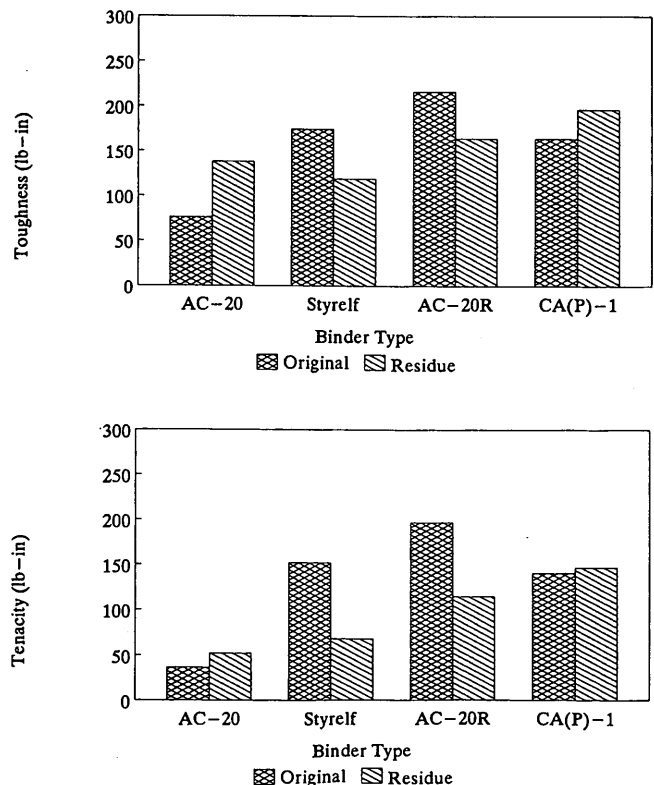 300
250
200
150
100
50
0
Toughness (lb-in)
AC-20 Styrelf AC-20R CA(P)-1
Binder Type
Original Residue
300
250
200
150
100
50
0
Tenacity (lb-in)
AC-20 Styrelf AC-20R CA(P)-1
Binder Type
Original Residue